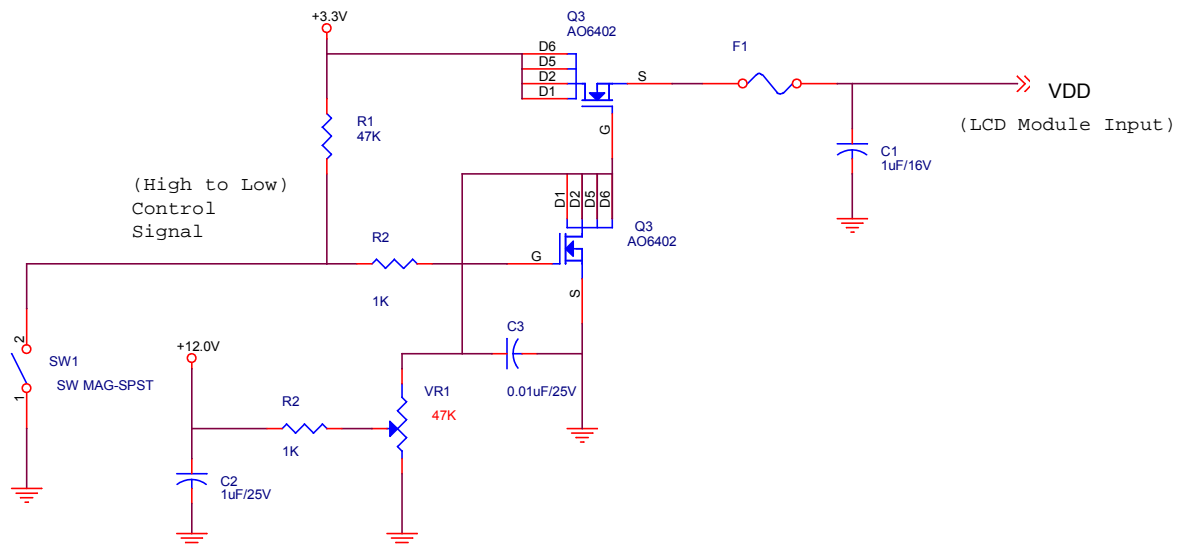 +3.3V
Q3
AO6402
D6
D5
D2
D1
S
G
F1
VDD
(LCD Module Input)
R1
47K
C1
1uF/16V
(High to Low)
Control
Signal
D1
D2
D5
D6
Q3
AO6402
R2
1K
G
S
2
SW1
SW MAG-SPST
1
+12.0V
C3
0.01uF/25V
VR1
47K
R2
1K
C2
1uF/25V